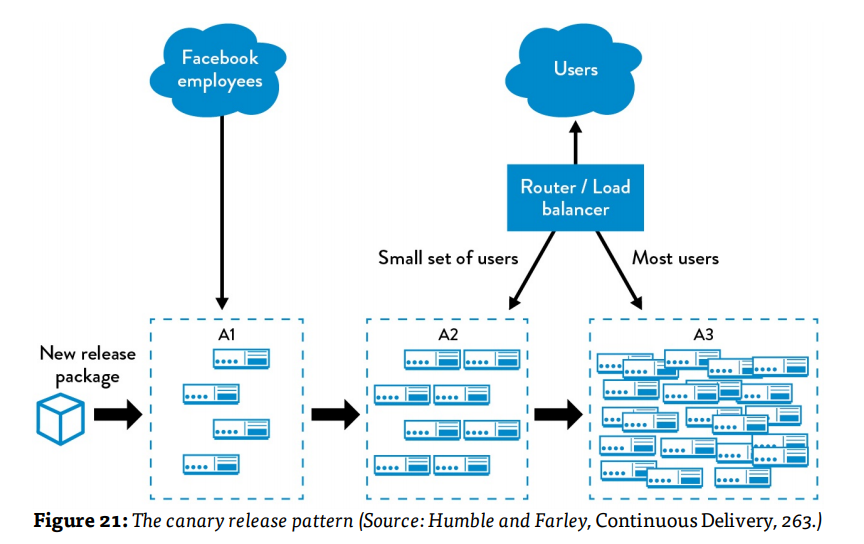 Facebook
employees
Users
Router / Load
balancer
Small set of users
Most users
New release
package
A1
A2
A3
Figure 21: The canary release pattern (Source: Humble and Farley, Continuous Delivery, 263.)